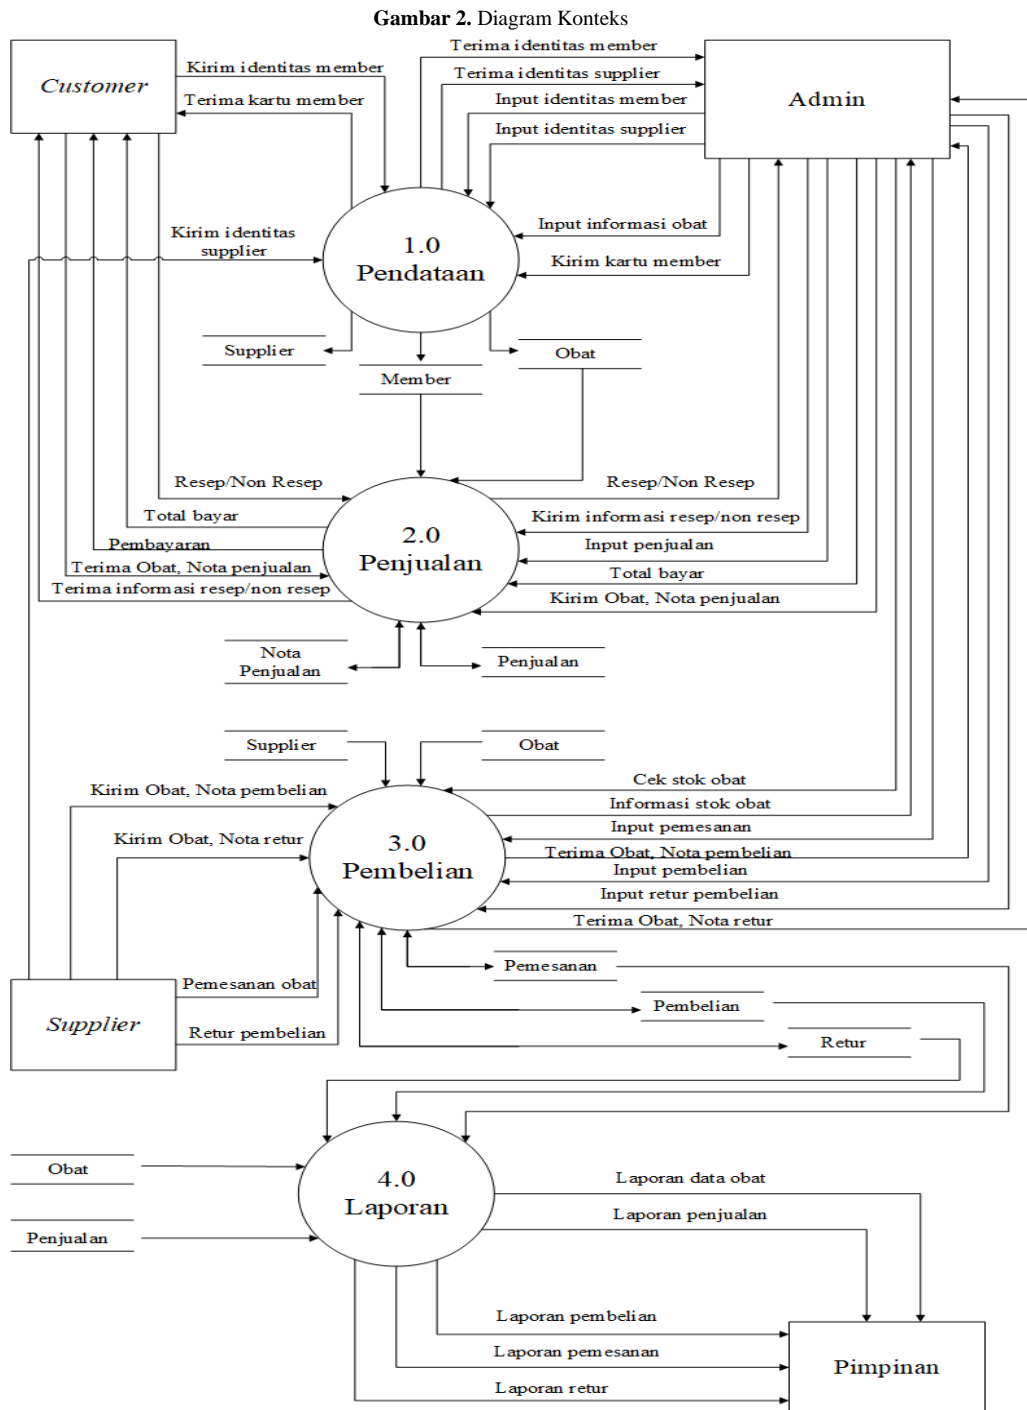 Gambar 2. Diagram Konteks
Terima identitas member
Customer
Kirim identitas member
Terima identitas supplier
Admin
Terima kartu member
Input identitas member
Input identitas supplier
Kirim identitas
supplier
1.0
Pendataan
Input informasi obat
Kirim kartu member
Supplier
Member
Obat
Resep/Non Resep
Resep/Non Resep
Total bayar
Kirim informasi resep/non resep
Pembayaran
2.0
Penjualan
Input penjualan
Terima Obat, Nota penjualan
Total bayar
Terima informasi resep/non resep
Kirim Obat, Nota penjualan
Nota
Penjualan
Penjualan
Supplier
Obat
Kirim Obat, Nota pembelian
Cek stok obat
Informasi stok obat
Kirim Obat, Nota retur
3.0
Pembelian
Input pemesanan
Terima Obat, Nota pembelian
Input pembelian
Input retur pembelian
Terima Obat, Nota retur
Pemesanan
Pemesanan obat
Supplier
Pembelian
Retur pembelian
Retur
Obat
4.0
Laporan
Laporan data obat
Penjualan
Laporan penjualan
Laporan pembelian
Laporan pemesanan
Pimpinan
Laporan retur